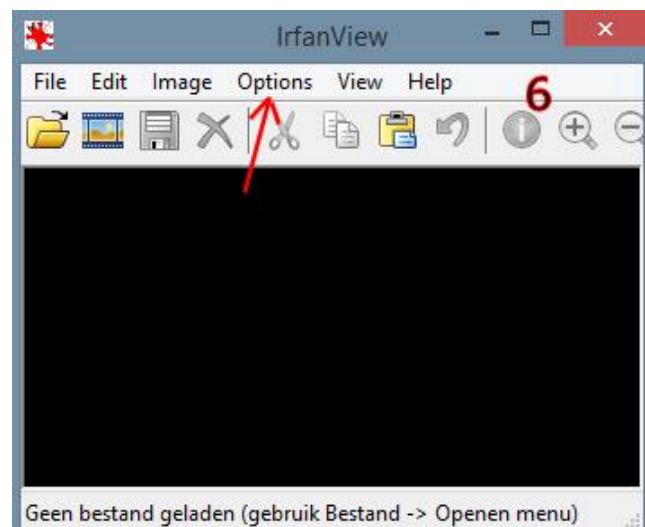 IrfanView
File Edit Image Options View Help
6
Geen bestand geladen (gebruik Bestand -> Openen menu)